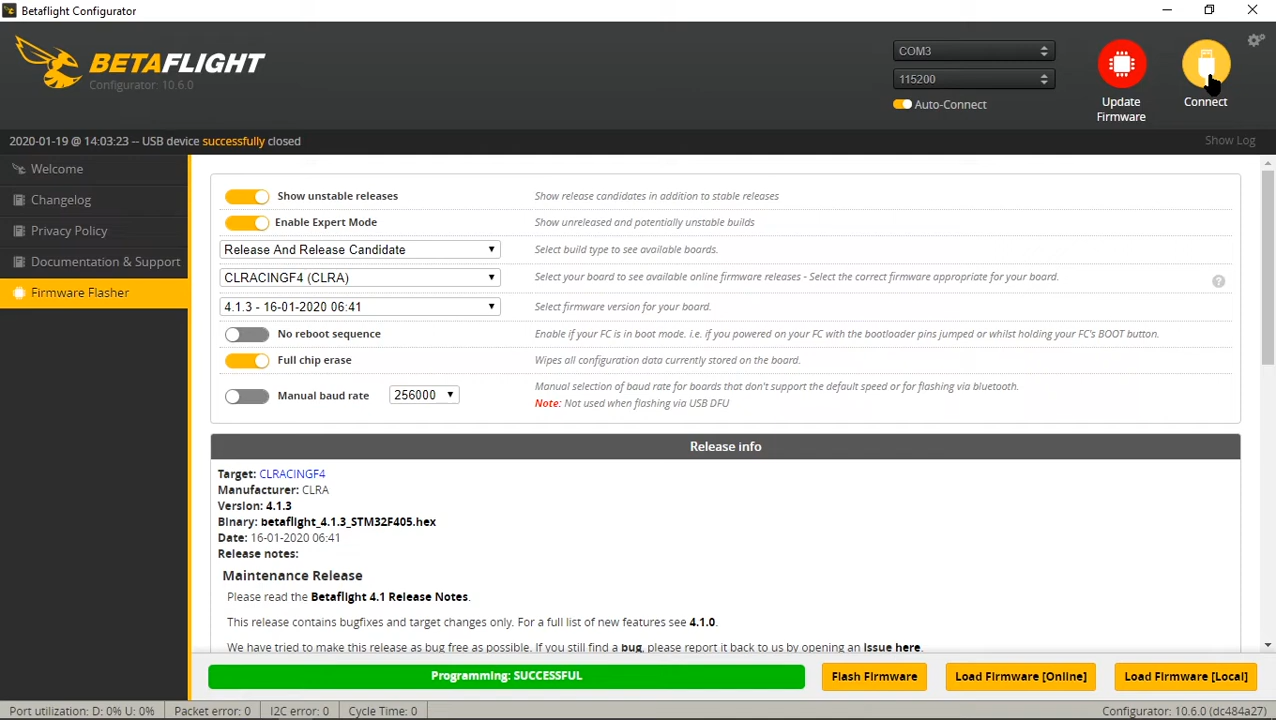 Betaflight Configurator
BETAFLIGHT
Configurator: 10.6.0
COM3
115200
Auto-Connect
Update
Firmware
Connect
2020-01-19 @ 14:03:23 -- USB device successfully closed
Show Log
Welcome
Changelog
Privacy Policy
Documentation & Support
Firmware Flasher
Show unstable releases
Show release candidates in addition to stable releases
Enable Expert Mode
Show unreleased and potentially unstable builds
Release And Release Candidate
Select build type to see available boards.
CLRACINGF4 (CLRA)
Select your board to see available online firmware releases - Select the correct firmware appropriate for your board.
?
4.1.3 - 16-01-2020 06:41
Select firmware version for your board.
No reboot sequence
Enable if your FC is in boot mode. i.e. if you powered on your FC with the bootloader pins jumped or whilst holding your FC's BOOT button.
Full chip erase
Wipes all configuration data currently stored on the board.
Manual baud rate
256000
Manual selection of baud rate for boards that don't support the default speed or for flashing via bluetooth.
Note: Not used when flashing via USB DFU
Release info
Target: CLRACINGF4
Manufacturer: CLRA
Version: 4.1.3
Binary: betaflight_4.1.3_STM32F405.hex
Date: 16-01-2020 06:41
Release notes:
Maintenance Release
Please read the Betaflight 4.1 Release Notes.
This release contains bugfixes and target changes only. For a full list of new features see 4.1.0.
We have tried to make this release as bug free as possible. If you still find a bug, please report it back to us by opening an issue here.
Programming: SUCCESSFUL
Flash Firmware
Load Firmware [Online]
Load Firmware [Local]
Port utilization: D: 0% U: 0%
Packet error: 0
I2C error: 0
Cycle Time: 0
Configurator: 10.6.0 (dc484a27)